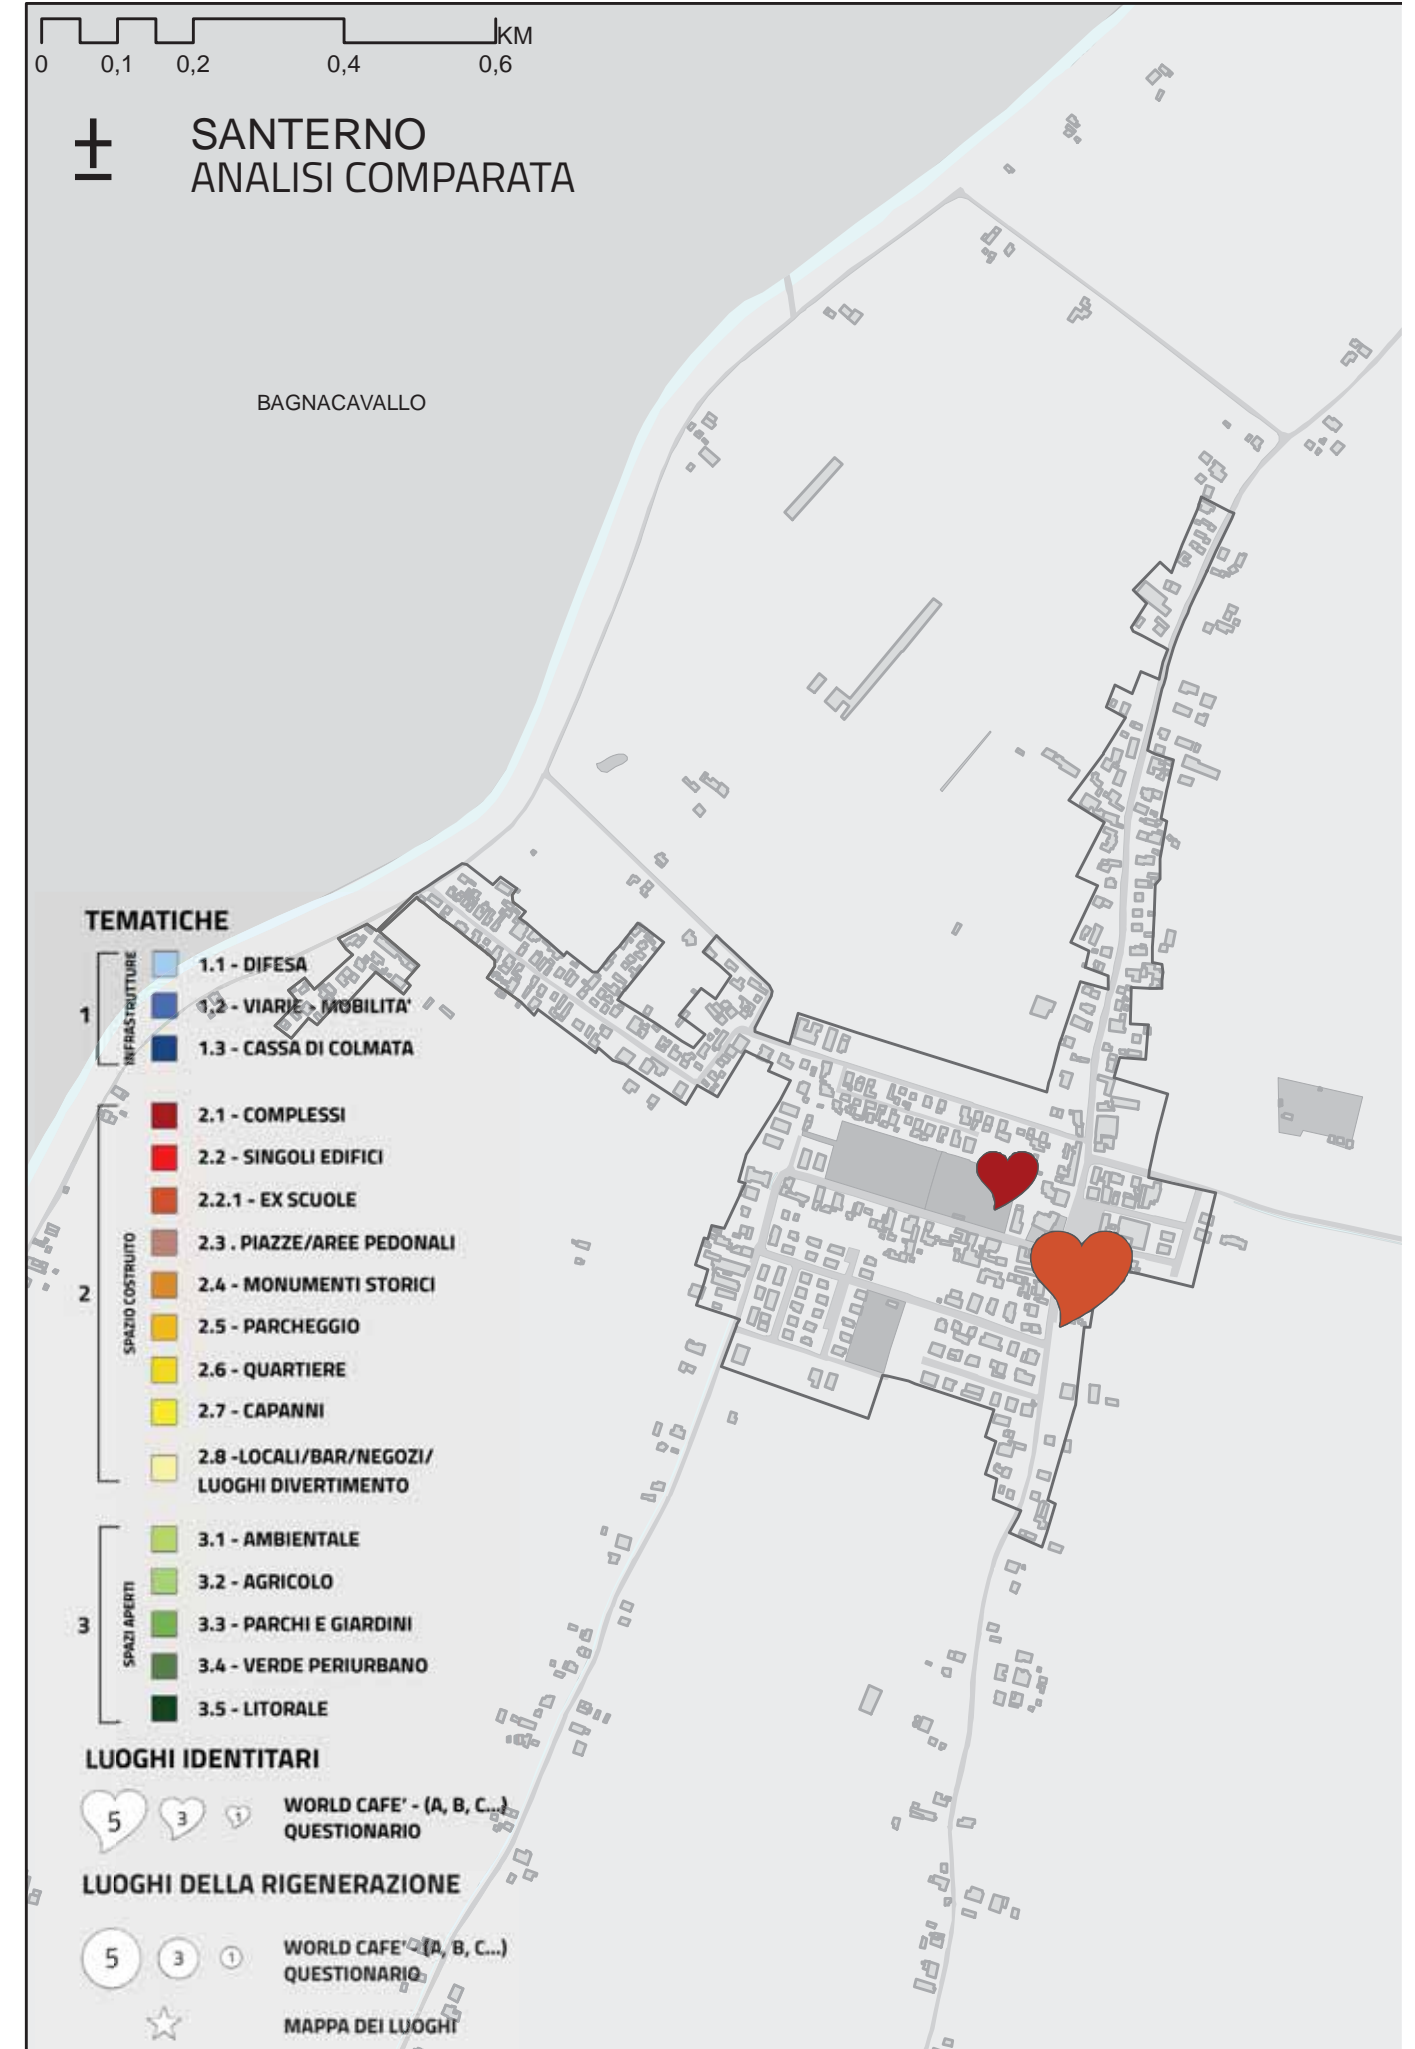 KM
0 0,1 0,2 0,4 0,6
SANTERNO
ANALISI COMPARATA
BAGNACAVALLO
TEMATICHE
1
INFRASTRUTTURE
1.1 - DIFESA
1.2 - VIARIE - MOBILITA'
1.3 - CASSA DI COLMATA
2
SPAZIO COSTRUITO
2.1 - COMPLESSI
2.2 - SINGOLI EDIFICI
2.2.1 - EX SCUOLE
2.3 . PIAZZE/AREE PEDONALI
2.4 - MONUMENTI STORICI
2.5 - PARCHEGGIO
2.6 - QUARTIERE
2.7 - CAPANNI
2.8 -LOCALI/BAR/NEGOZI/
LUOGHI DIVERTIMENTO
3
SPAZI APERTI
3.1 - AMBIENTALE
3.2 - AGRICOLO
3.3 - PARCHI E GIARDINI
3.4 - VERDE PERIURBANO
3.5 - LITORALE
LUOGHI IDENTITARI
5 3 1
WORLD CAFE' - (A, B, C...)
QUESTIONARIO
LUOGHI DELLA RIGENERAZIONE
5 3 1
WORLD CAFE' - (A, B, C...)
QUESTIONARIO
MAPPA DEI LUOGHI